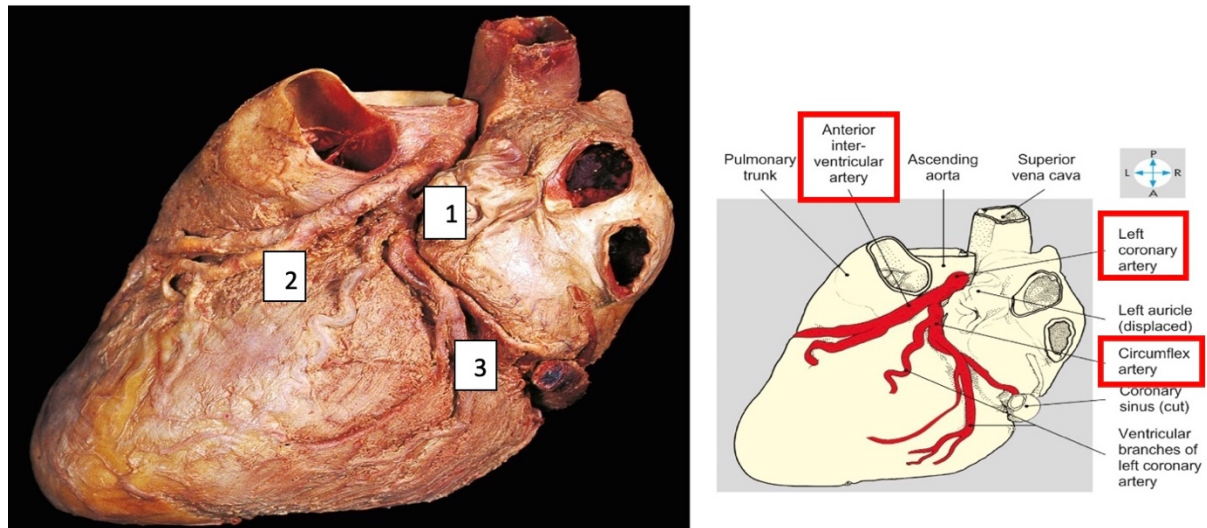 1
2
3
Pulmonary
trunk
Anterior
inter-
ventricular
artery
Ascending
aorta
Superior
vena cava
P
L R
A
Left
coronary
artery
Left auricle
(displaced)
Circumflex
artery
Coronary
sinus (cut)
Ventricular
branches of
left coronary
artery